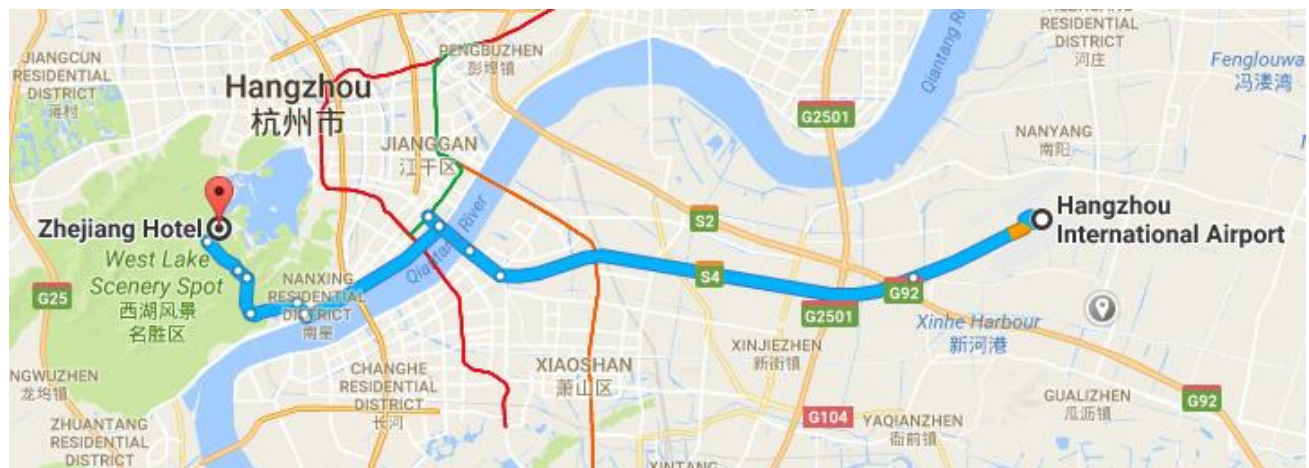 JIANGCUN
RESIDENTIAL
DISTRICT
蒋村
Hangzhou
杭州市
PENGBUZHEN
彭埠镇
JIANGGAN
江干区
RESIDENTIAL
DISTRICT
河庄
Qiantang R
Fenglouwa
冯溇湾
G2501
NANYANG
南阳
Zhejiang Hotel
West Lake
Scenery Spot
西湖风景
名胜区
Qiantang River
S2
Hangzhou
International Airport
G25
NANXING
RESIDENTIAL
DISTRICT
南星
S4
G92
G2501
Xinhe Harbour
新河港
XINJIEZHEN
新街镇
NGWUZHEN
龙坞镇
CHANGHE
RESIDENTIAL
DISTRICT
长河
XIAOSHAN
萧山区
GUALIZHEN
瓜沥镇
G92
ZHUANTANG
RESIDENTIAL
DISTRICT
G104
YAQIANZHEN
衙前镇
XINTANG